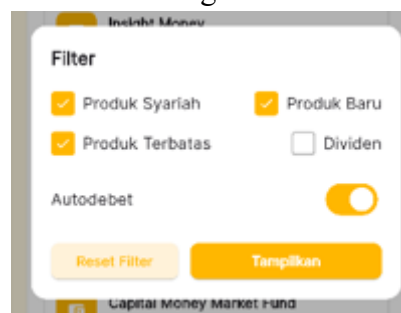 Insight Money
Filter
Produk Syariah
Produk Baru
Produk Terbatas
Dividen
Autodebet
Reset Filter
Tampilkan
Capital Money Market Fund